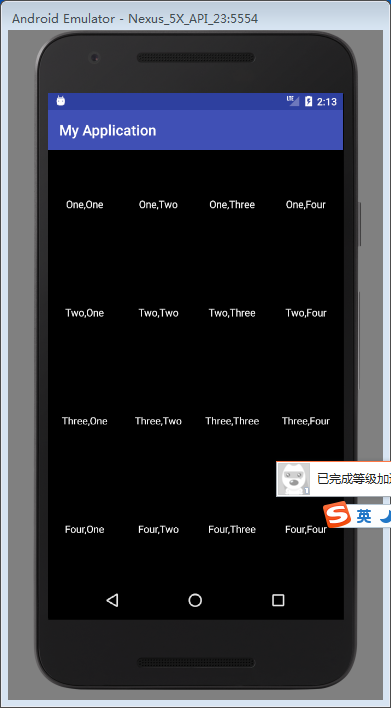 Android Emulator - Nexus_5X_API_23:5554
LTE 2:13
My Application
One,One One,Two One,Three One,Four
Two,One Two,Two Two,Three Two,Four
Three,One Three,Two Three,Three Three,Four
已完成等级加
英
Four,One Four,Two Four,Three Four,Four